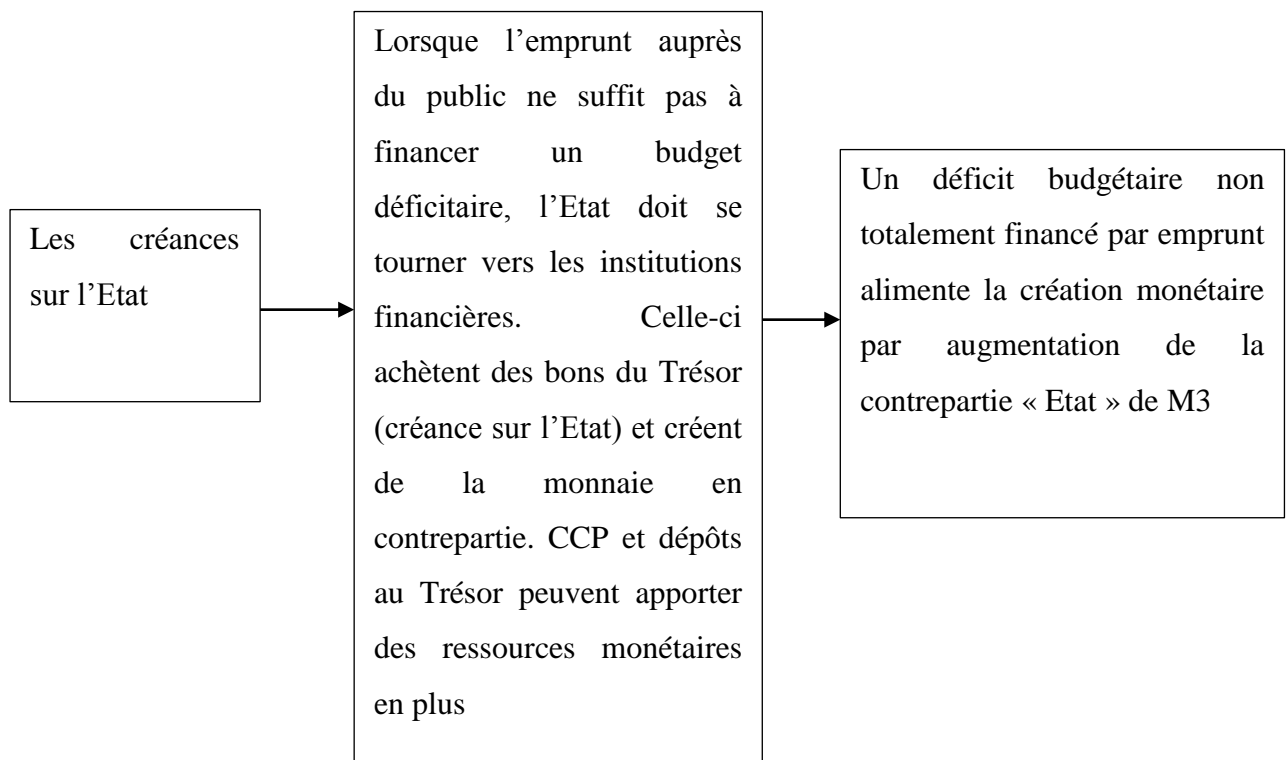 Les créances
sur l’Etat
Lorsque l’emprunt auprès
du public ne suffit pas à
financer un budget
déficitaire, l’Etat doit se
tourner vers les institutions
financières. Celle-ci
achètent des bons du Trésor
(créance sur l’Etat) et créent
de la monnaie en
contrepartie. CCP et dépôts
au Trésor peuvent apporter
des ressources monétaires
en plus
Un déficit budgétaire non
totalement financé par emprunt
alimente la création monétaire
par augmentation de la
contrepartie « Etat » de M3